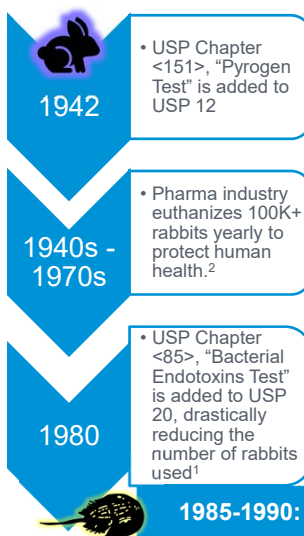 • USP Chapter
<151>, “Pyrogen
Test” is added to
USP 12
1942
• Pharma industry
euthanizes 100K+
rabbits yearly to
protect human
health.2
1940s -
1970s
• USP Chapter
<85>, “Bacterial
Endotoxins Test”
is added to USP
20, drastically
reducing the
number of rabbits
used1
1980
1985-1990: